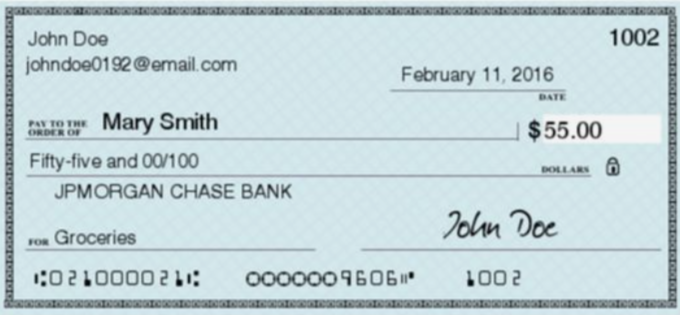 John Doe
1002
johndoe0192@email.com
February 11, 2016
DATE
PAY TO THE
ORDER OF Mary Smith $55.00
Fifty-five and 00/100 DOLLARS
JPMORGAN CHASE BANK
John Doe
FOR Groceries
⑆021000021⑆ 0000009606⑈ 1002